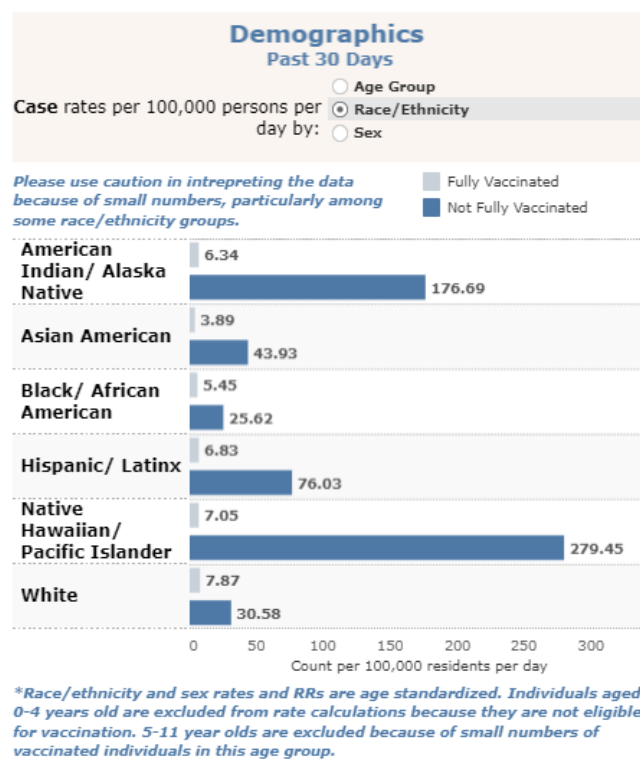 Demographics
Past 30 Days
Case rates per 100,000 persons per
day by:
Age Group
Race/Ethnicity
Sex
Please use caution in intrepreting the data
because of small numbers, particularly among
some race/ethnicity groups.
Fully Vaccinated
Not Fully Vaccinated
American
Indian/ Alaska
Native
6.34
176.69
Asian American
3.89
43.93
Black/ African
American
5.45
25.62
Hispanic/ Latinx
6.83
76.03
Native
Hawaiian/
Pacific Islander
7.05
279.45
White
7.87
30.58
0 50 100 150 200 250 300
Count per 100,000 residents per day
*Race/ethnicity and sex rates and RRs are age standardized. Individuals aged
0-4 years old are excluded from rate calculations because they are not eligible
for vaccination. 5-11 year olds are excluded because of small numbers of
vaccinated individuals in this age group.